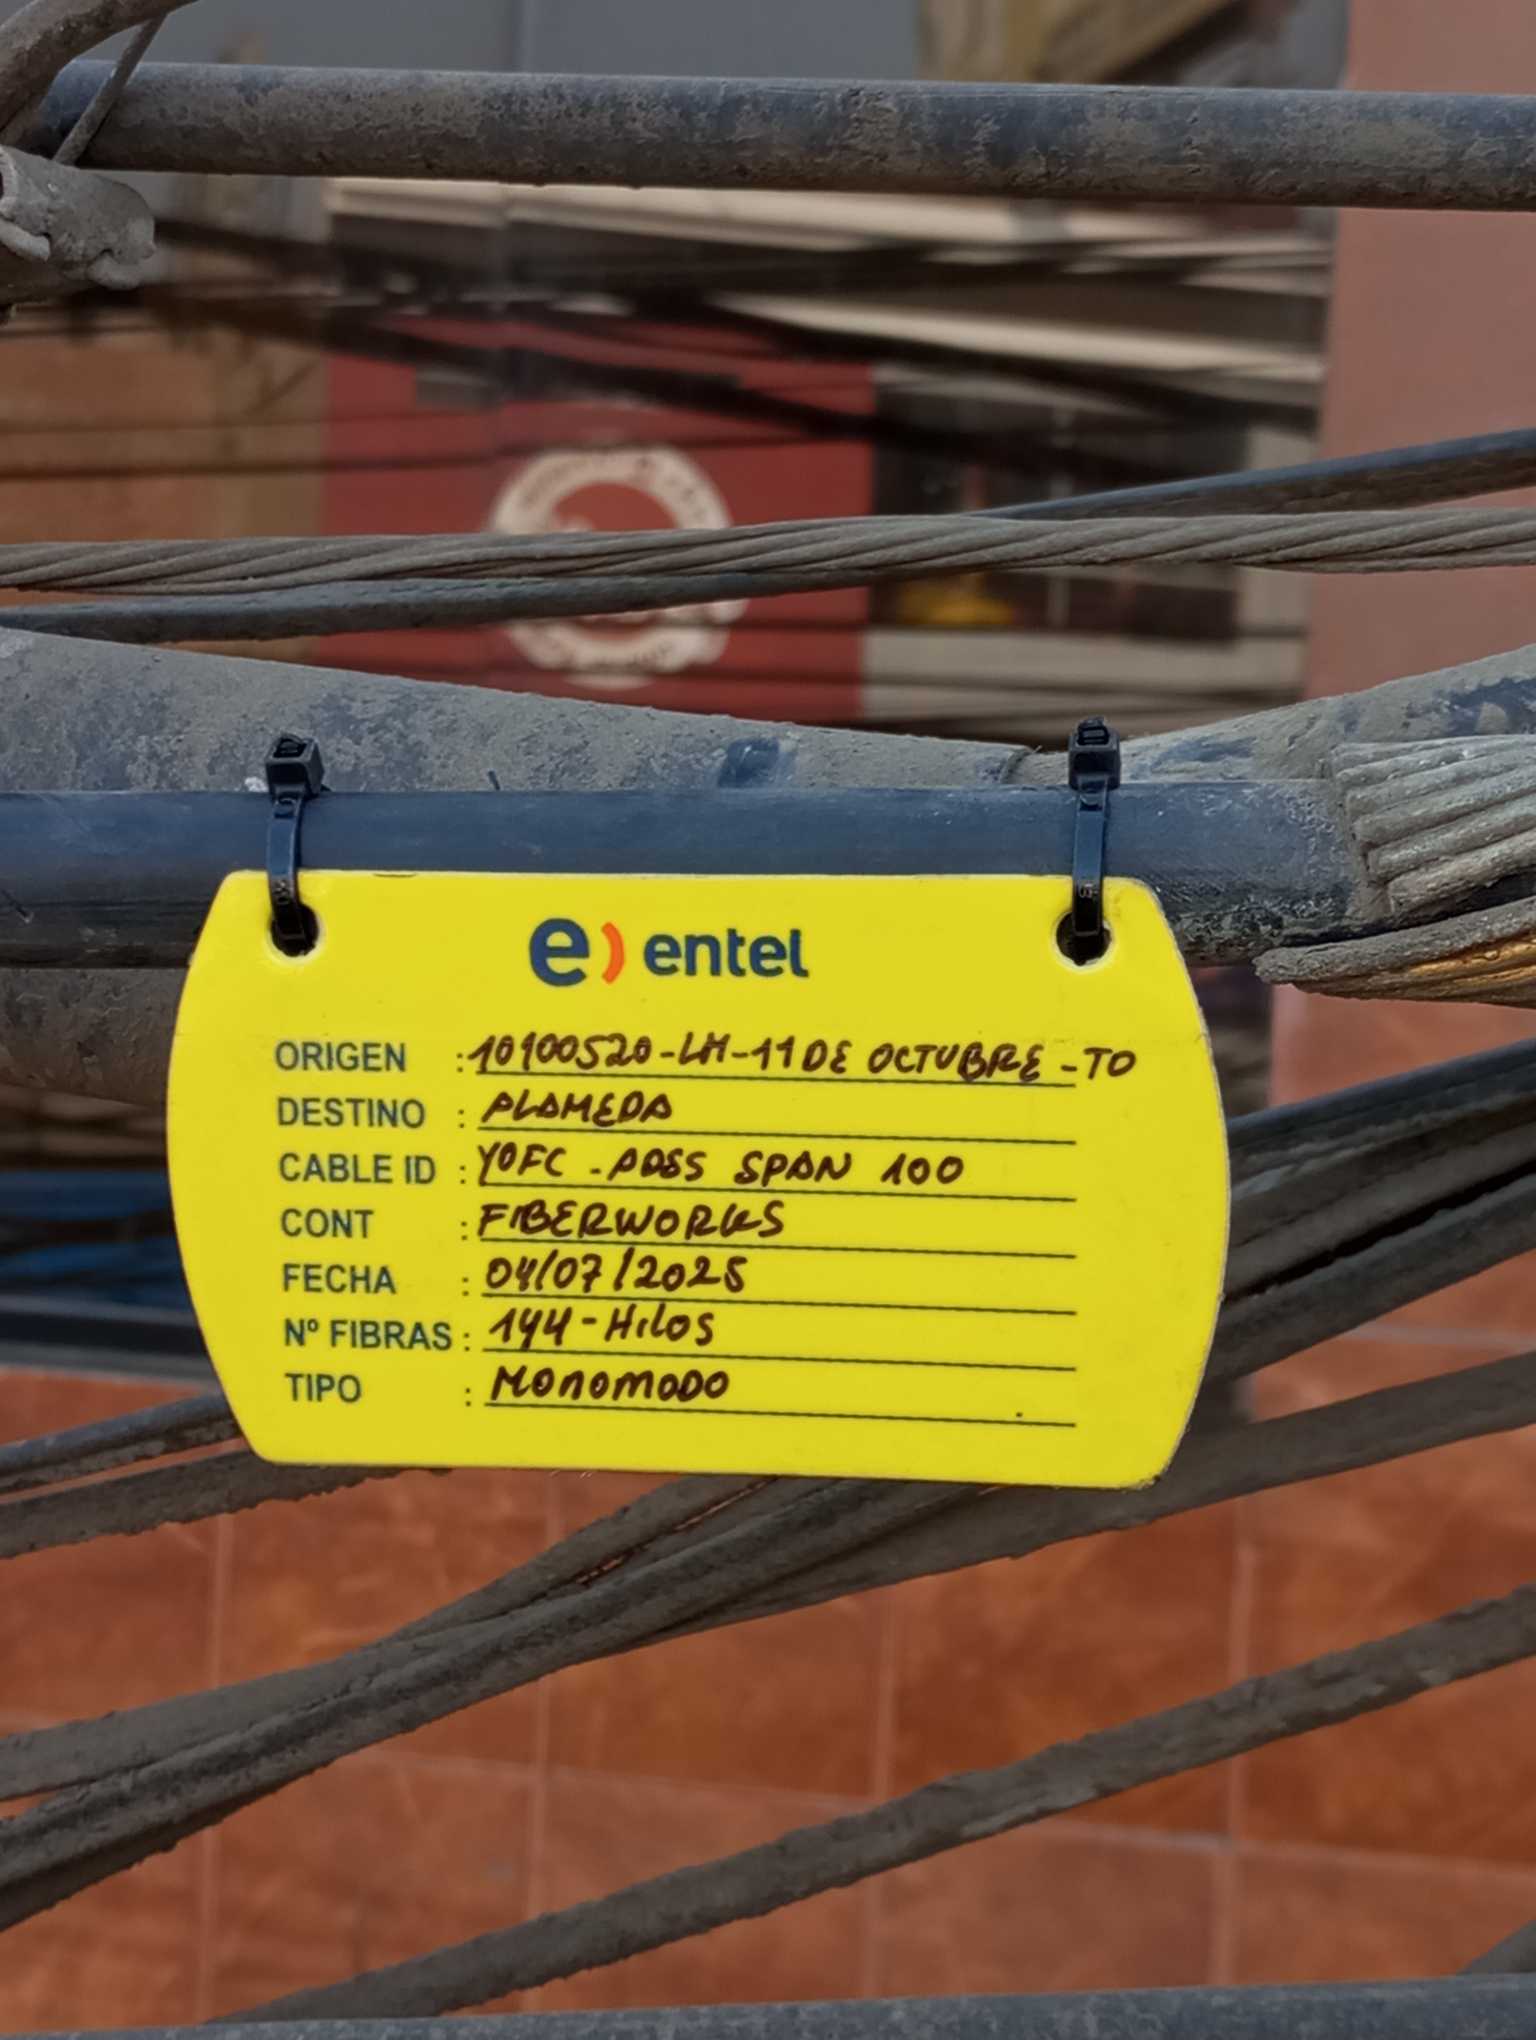 e) entel
ORIGEN : 10100520-LM-11 DE OCTUBRE -TO
DESTINO : ALAMEDA
CABLE ID : YOFC - ADSS SPAN 100
CONT : FIBERWORKS
FECHA : 04/07/2025
Nº FIBRAS : 144-Hilos
TIPO : MONOMODO